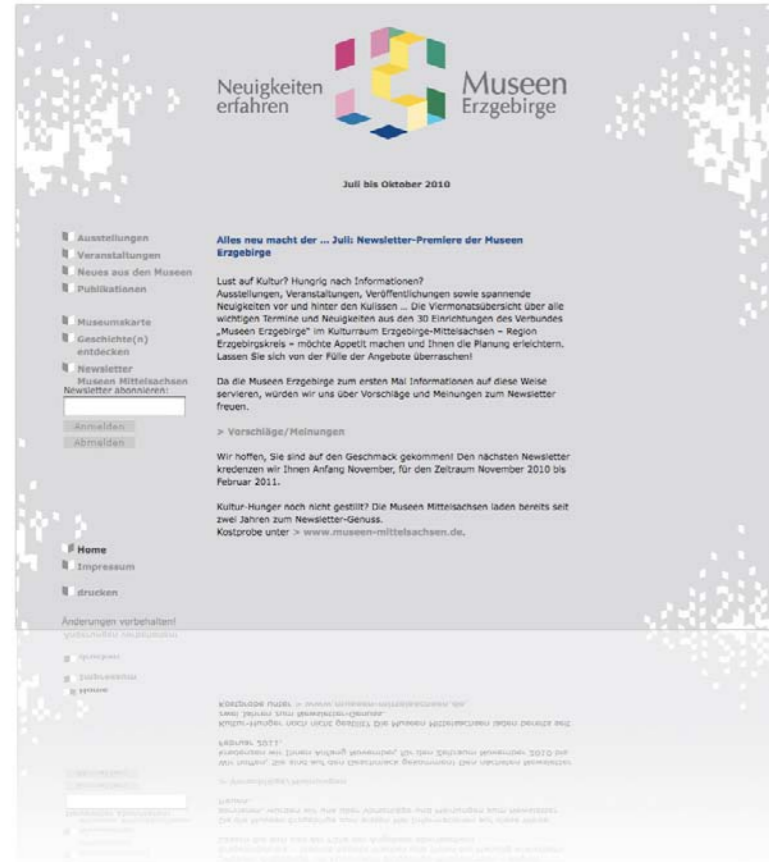 Neuigkeiten
erfahren
Museen
Erzgebirge
Juli bis Oktober 2010
Ausstellungen
Veranstaltungen
Neues aus den Museen
Publikationen
Museumskarte
Geschichte(n)
entdecken
Newsletter
Museen Mittelsachsen
Newsletter abonnieren:
Anmelden
Abmelden
Home
Impressum
drucken
Änderungen vorbehalten!
Alles neu macht der ... Juli: Newsletter-Premiere der Museen
Erzgebirge
Lust auf Kultur? Hungrig nach Informationen?
Ausstellungen, Veranstaltungen, Veröffentlichungen sowie spannende
Neuigkeiten vor und hinter den Kulissen ... Die Viermonatsübersicht über alle
wichtigen Termine und Neuigkeiten aus den 30 Einrichtungen des Verbundes
„Museen Erzgebirge" im Kulturraum Erzgebirge-Mittelsachsen – Region
Erzgebirgskreis – möchte Appetit machen und Ihnen die Planung erleichtern.
Lassen Sie sich von der Fülle der Angebote überraschen!
Da die Museen Erzgebirge zum ersten Mal Informationen auf diese Weise
servieren, würden wir uns über Vorschläge und Meinungen zum Newsletter
freuen.
> Vorschläge/Meinungen
Wir hoffen, Sie sind auf den Geschmack gekommen! Den nächsten Newsletter
kredenzen wir Ihnen Anfang November, für den Zeitraum November 2010 bis
Februar 2011.
Kultur-Hunger noch nicht gestillt? Die Museen Mittelsachsen laden bereits seit
zwei Jahren zum Newsletter-Genuss.
Kostprobe unter > www.museen-mittelsachsen.de.